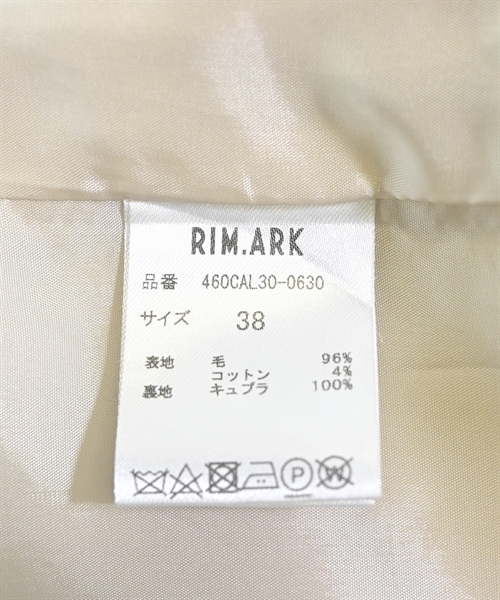 RIM.ARK
品番 460CAL30-0630
サイズ 38
表地 毛 96%
コットン 4%
裏地 キュプラ 100%
P W